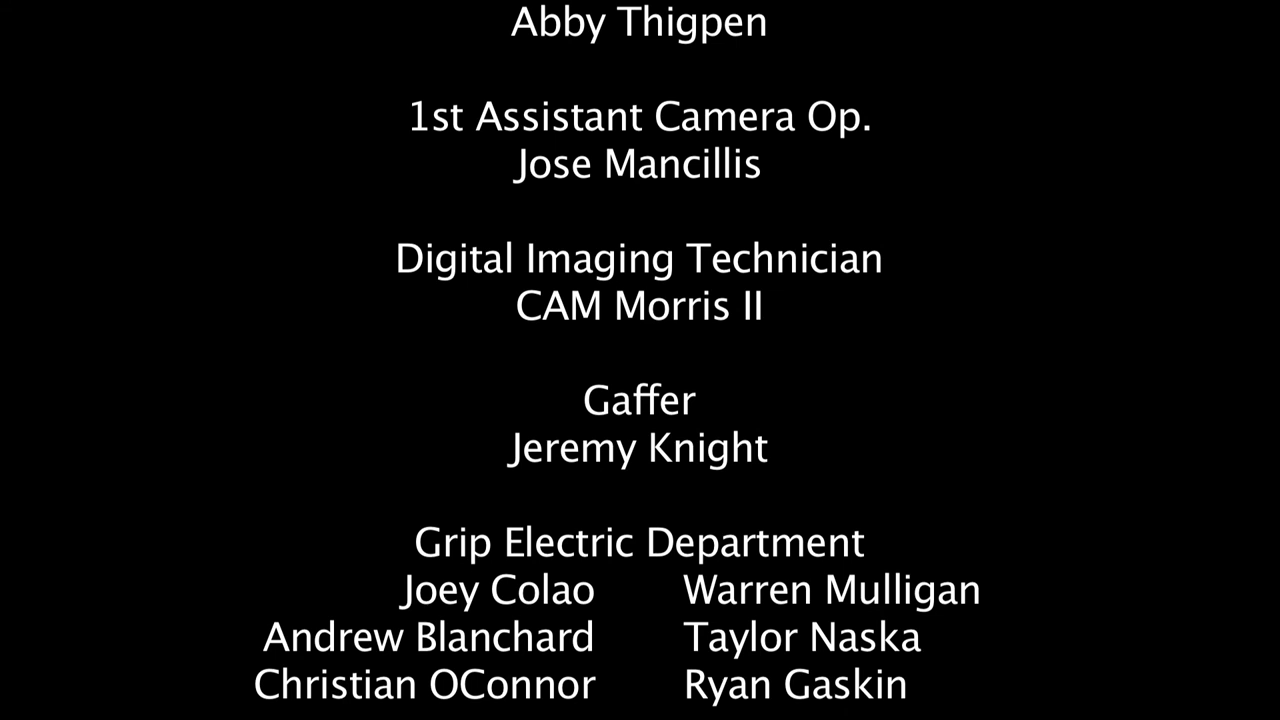 Abby Thigpen
1st Assistant Camera Op.
Jose Mancillis
Digital Imaging Technician
CAM Morris II
Gaffer
Jeremy Knight
Grip Electric Department
Joey Colao Warren Mulligan
Andrew Blanchard Taylor Naska
Christian OConnor Ryan Gaskin